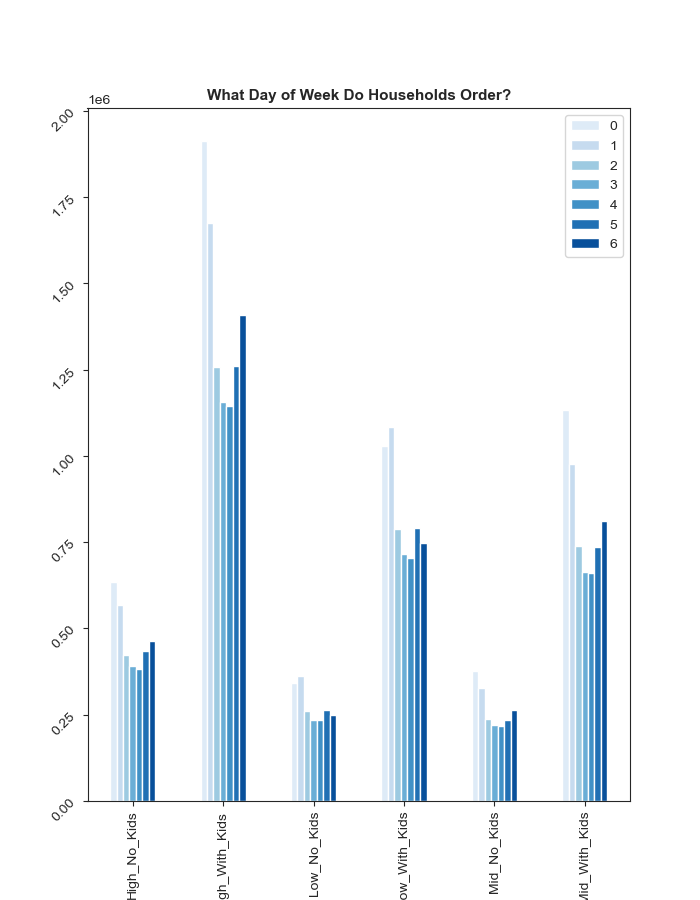 What Day of Week Do Households Order?
1e6
2.00
1.75
1.50
1.25
1.00
0.75
0.50
0.25
0.00
0
1
2
3
4
5
6
High_No_Kids
gh_With_Kids
Low_No_Kids
ow_With_Kids
Mid_No_Kids
Mid_With_Kids